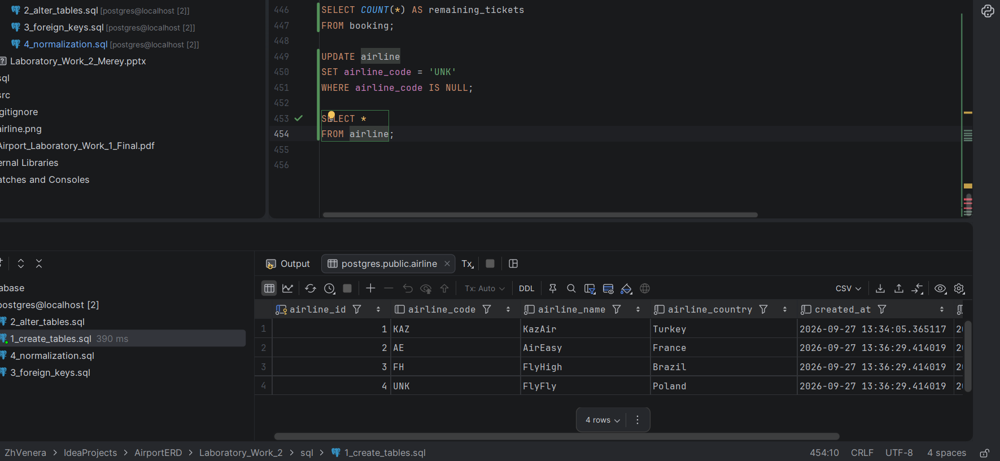 2_alter_tables.sql [postgres@localhost [2]]
3_foreign_keys.sql [postgres@localhost [2]]
4_normalization.sql [postgres@localhost [2]]
Laboratory_Work_2_Merey.pptx
sql
src
gitignore
airline.png
Airport_Laboratory_Work_1_Final.pdf
ernal Libraries
atches and Consoles
446 SELECT COUNT(*) AS remaining_tickets
447 FROM booking;
448
449 UPDATE airline
450 SET airline_code = 'UNK'
451 WHERE airline_code IS NULL;
452
453 SELECT *
454 FROM airline;
455
456
abase
postgres@localhost [2]
2_alter_tables.sql
1_create_tables.sql 390 ms
4_normalization.sql
3_foreign_keys.sql
Output postgres.public.airline Tx
Tx: Auto DDL CSV
airline_id airline_code airline_name airline_country created_at
1 1 KAZ KazAir Turkey 2026-09-27 13:34:05.365117 20
2 2 AE AirEasy France 2026-09-27 13:36:29.414019 20
3 3 FH FlyHigh Brazil 2026-09-27 13:36:29.414019 20
4 4 UNK FlyFly Poland 2026-09-27 13:36:29.414019 20
4 rows
ZhVenera > IdeaProjects > AirportERD > Laboratory_Work_2 > sql > 1_create_tables.sql
454:10 CRLF UTF-8 4 spaces